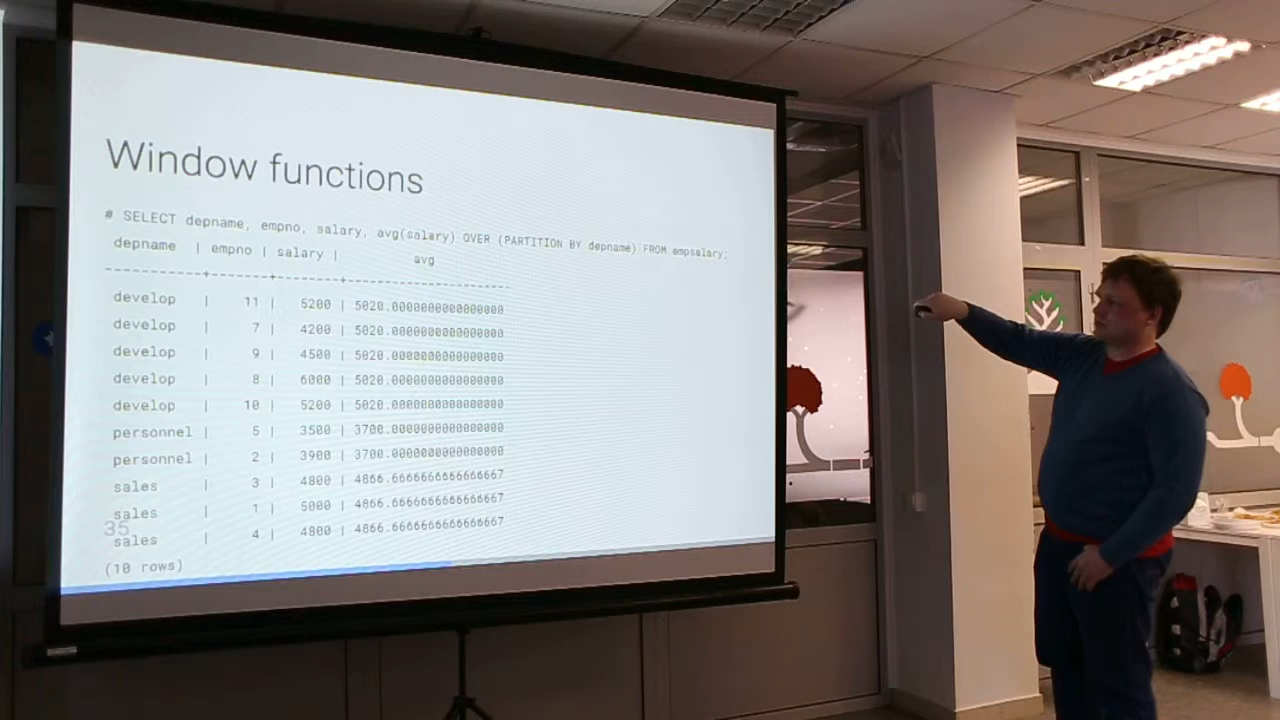 Window functions
# SELECT depname, empno, salary, avg(salary) OVER (PARTITION BY depname) FROM empsalary;
depname | empno | salary | avg
-----------+-------+--------+-----------------------
develop | 11 | 5200 | 5020.0000000000000000
develop | 7 | 4200 | 5020.0000000000000000
develop | 9 | 4500 | 5020.0000000000000000
develop | 8 | 6000 | 5020.0000000000000000
develop | 10 | 5200 | 5020.0000000000000000
personnel | 5 | 3500 | 3700.0000000000000000
personnel | 2 | 3900 | 3700.0000000000000000
sales | 3 | 4800 | 4866.6666666666666667
sales | 1 | 5000 | 4866.6666666666666667
35
sales | 4 | 4800 | 4866.6666666666666667
(10 rows)